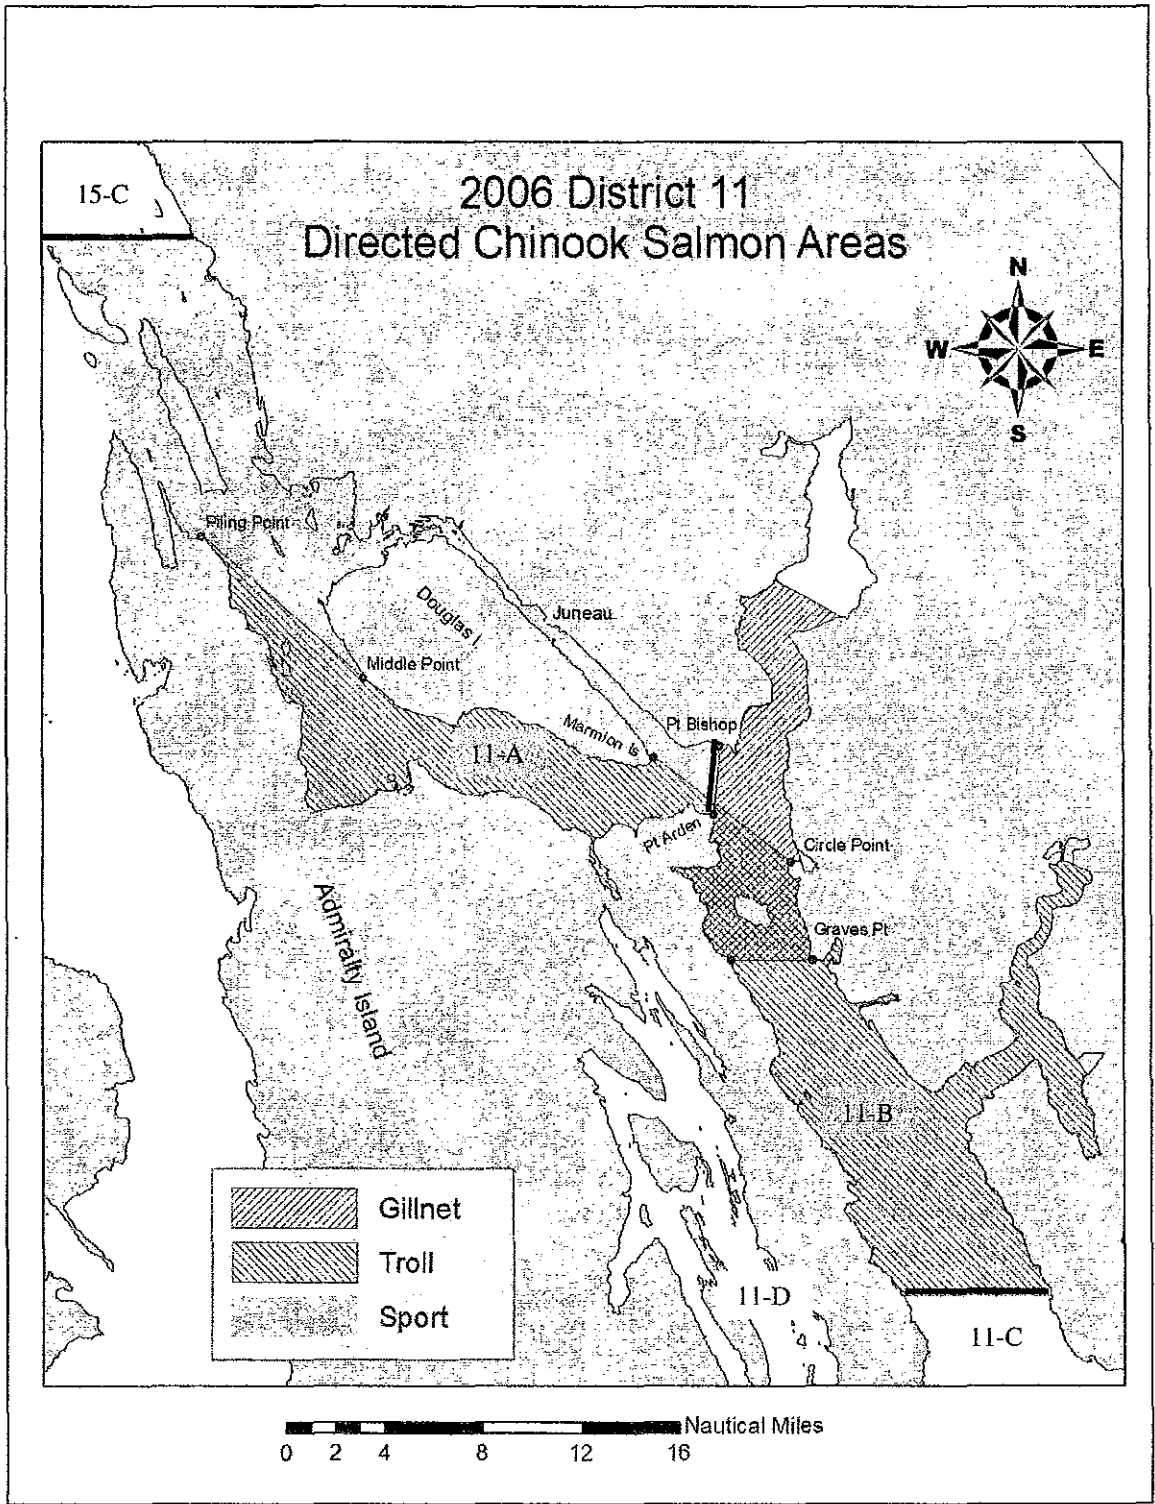 15-C
2006 District 11
Directed Chinook Salmon Areas
N
W
E
S
Piling Point
Douglas I
Juneau
Middle Point
Marmion Is
Pt Bishop
11-A
Pt Arden
Circle Point
Graves Pt
Admiralty Island
11-B
Gillnet
Troll
Sport
11-D
11-C
Nautical Miles
0 2 4 8 12 16